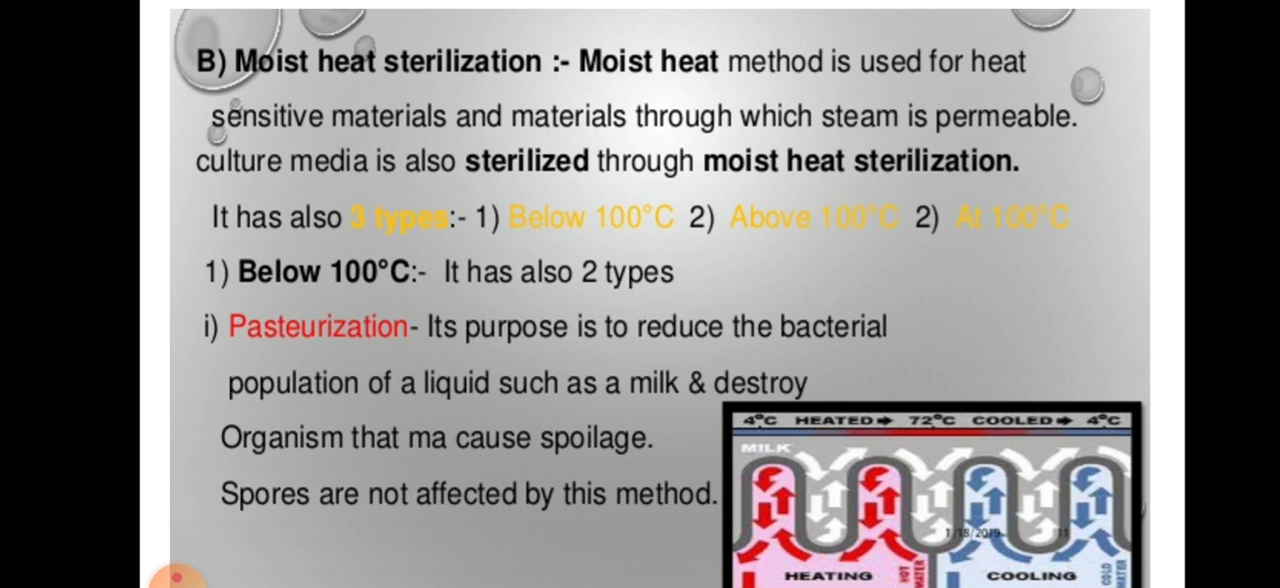 B) Moist heat sterilization :- Moist heat method is used for heat
sensitive materials and materials through which steam is permeable.
culture media is also sterilized through moist heat sterilization.
It has also 3 types:- 1) Below 100°C 2) Above 100°C 2) At 100°C
1) Below 100°C:- It has also 2 types
i) Pasteurization- Its purpose is to reduce the bacterial
population of a liquid such as a milk & destroy
Organism that ma cause spoilage.
Spores are not affected by this method.
4°C HEATED→ 72°C COOLED→ 4°C
MILK
1/18/2019 11
HEATING
HOT WATER
COOLING
COLD WATER